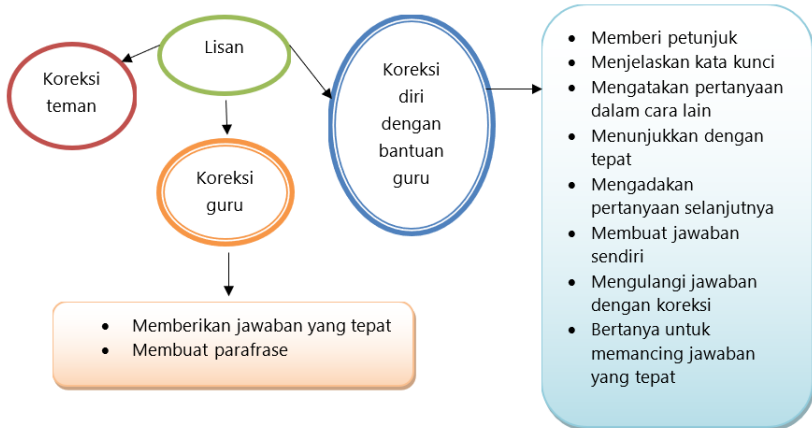 Lisan
Koreksi
teman
Koreksi
guru
Koreksi
diri
dengan
bantuan
guru
• Memberikan jawaban yang tepat
• Membuat parafrase
• Memberi petunjuk
• Menjelaskan kata kunci
• Mengatakan pertanyaan
dalam cara lain
• Menunjukkan dengan
tepat
• Mengadakan
pertanyaan selanjutnya
• Membuat jawaban
sendiri
• Mengulangi jawaban
dengan koreksi
• Bertanya untuk
memancing jawaban
yang tepat